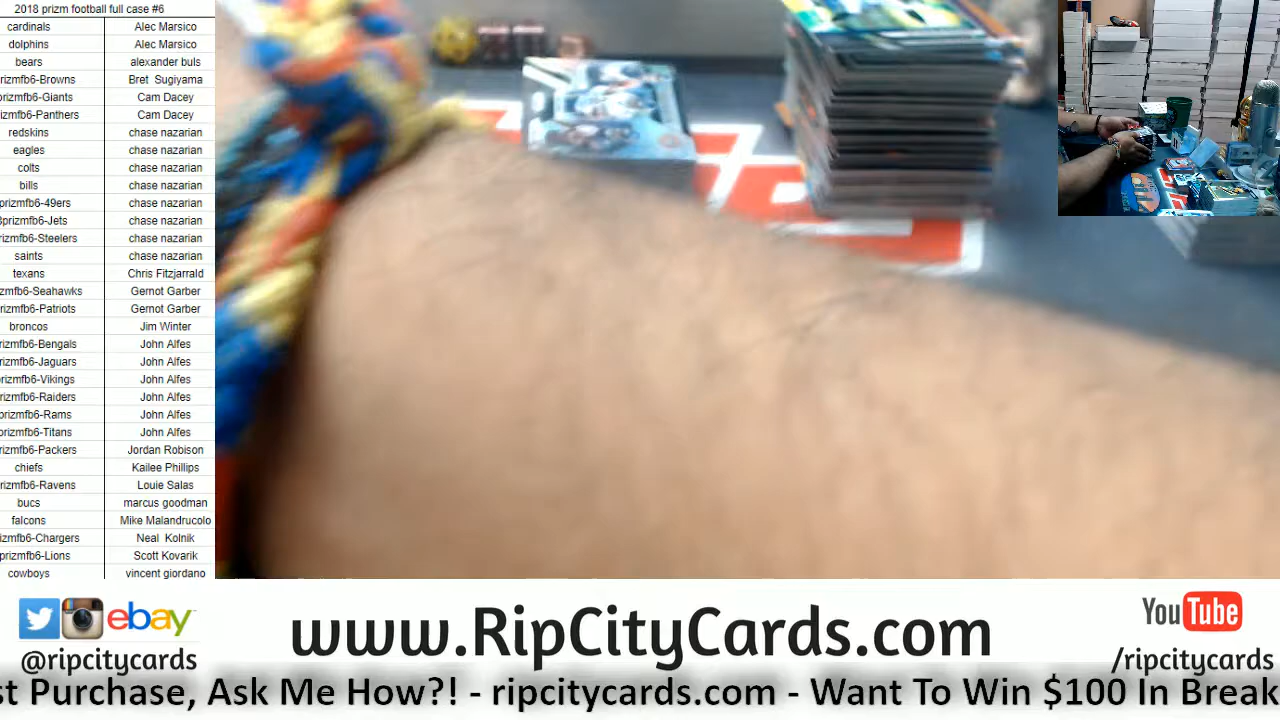 2018 prizm football full case #6
cardinals Alec Marsico
dolphins Alec Marsico
bears alexander buls
rizmfb6-Browns Bret Sugiyama
prizmfb6-Giants Cam Dacey
izmfb6-Panthers Cam Dacey
redskins chase nazarian
eagles chase nazarian
colts chase nazarian
bills chase nazarian
prizmfb6-49ers chase nazarian
3prizmfb6-Jets chase nazarian
rizmfb6-Steelers chase nazarian
saints chase nazarian
texans Chris Fitzjarrald
zmfb6-Seahawks Gernot Garber
rizmfb6-Patriots Gernot Garber
broncos Jim Winter
rizmfb6-Bengals John Alfes
rizmfb6-Jaguars John Alfes
rizmfb6-Vikings John Alfes
rizmfb6-Raiders John Alfes
prizmfb6-Rams John Alfes
prizmfb6-Titans John Alfes
rizmfb6-Packers Jordan Robison
chiefs Kailee Phillips
rizmfb6-Ravens Louie Salas
bucs marcus goodman
falcons Mike Malandrucolo
izmfb6-Chargers Neal Kolnik
prizmfb6-Lions Scott Kovarik
cowboys vincent giordano
ebay
@ripcitycards
www.RipCityCards.com
YouTube
/ripcitycards
st Purchase, Ask Me How?! - ripcitycards.com - Want To Win $100 In Break